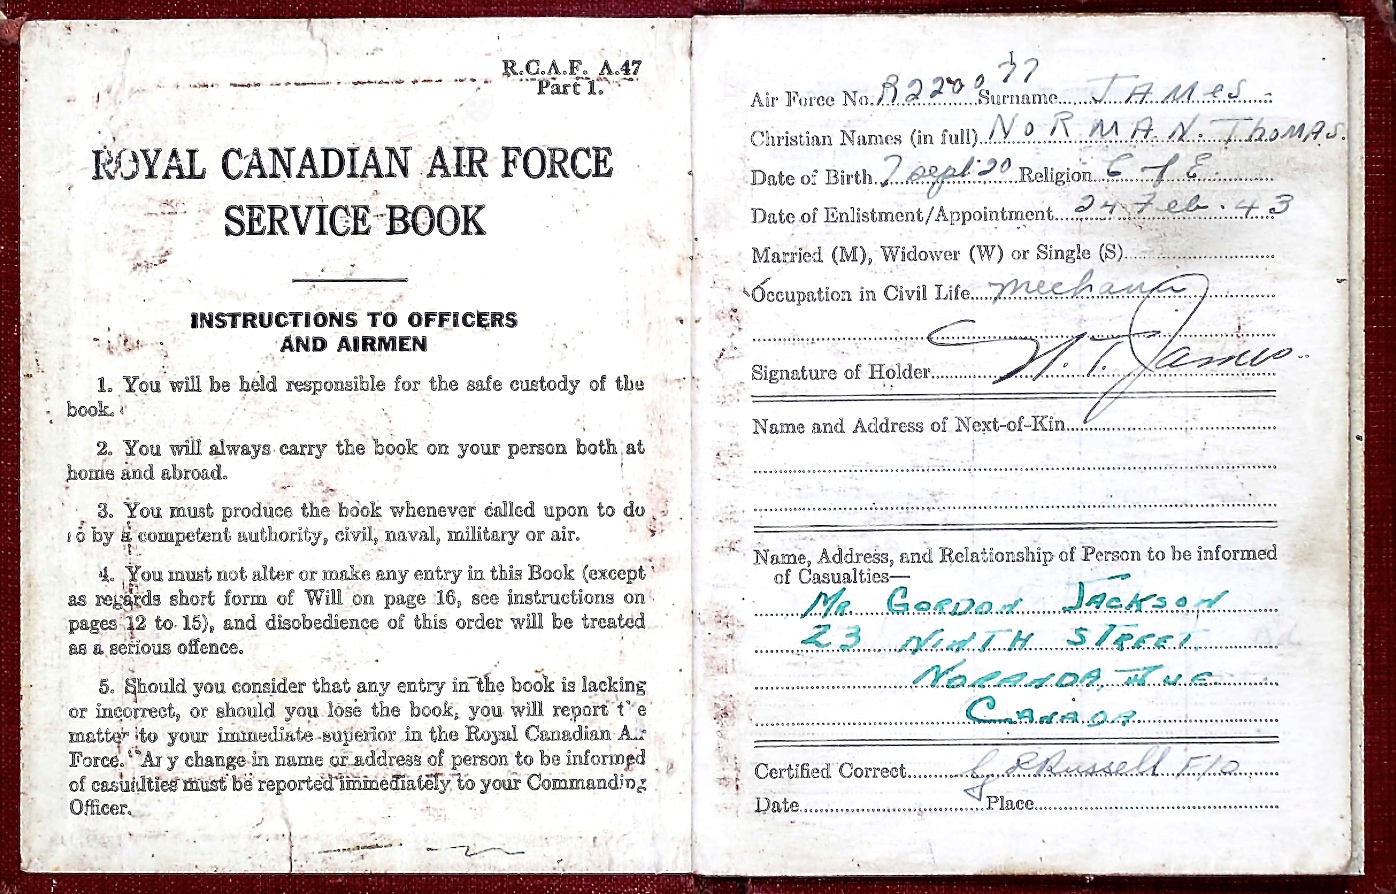 R.C.A.F. A.47
Part 1.
ROYAL CANADIAN AIR FORCE
SERVICE BOOK
INSTRUCTIONS TO OFFICERS
AND AIRMEN
1. You will be held responsible for the safe custody of the
book.
2. You will always carry the book on your person both at
home and abroad.
3. You must produce the book whenever called upon to do
so by a competent authority, civil, naval, military or air.
4. You must not alter or make any entry in this Book (except
as regards short form of Will on page 16, see instructions on
pages 12 to 15), and disobedience of this order will be treated
as a serious offence.
5. Should you consider that any entry in the book is lacking
or incorrect, or should you lose the book, you will report the
matter to your immediate superior in the Royal Canadian Air
Force. Any change in name or address of person to be informed
of casualties must be reported immediately to your Commanding
Officer.
Air Force No. R220077 Surname JAMES
Christian Names (in full) NORMAN THOMAS.
Date of Birth 7 Sept 20 Religion C of E
Date of Enlistment/Appointment 24 Feb. 43
Married (M), Widower (W) or Single (S)
Occupation in Civil Life Mechanic
Signature of Holder N. T. James
Name and Address of Next-of-Kin
Name, Address, and Relationship of Person to be informed
of Casualties—
MR GORDON JACKSON
23 NINTH STREET.
NORANDA, QUE
CANADA
Certified Correct Russell F/O
Date Place